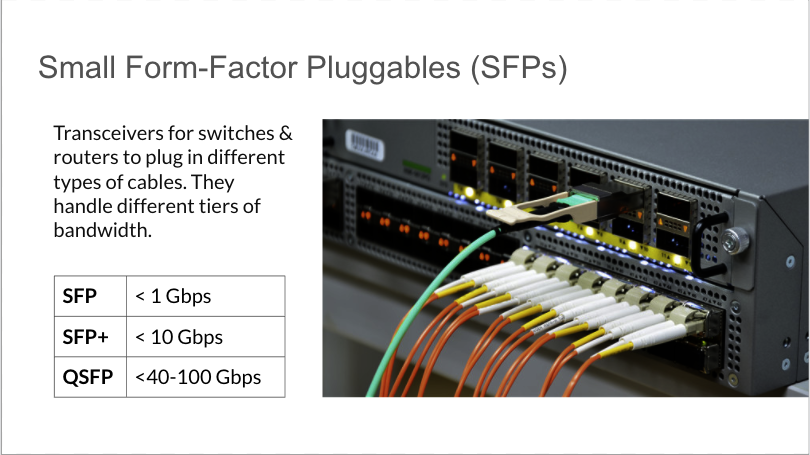 Small Form-Factor Pluggables (SFPs)
Transceivers for switches &
routers to plug in different
types of cables. They
handle different tiers of
bandwidth.
SFP < 1 Gbps
SFP+ < 10 Gbps
QSFP <40-100 Gbps